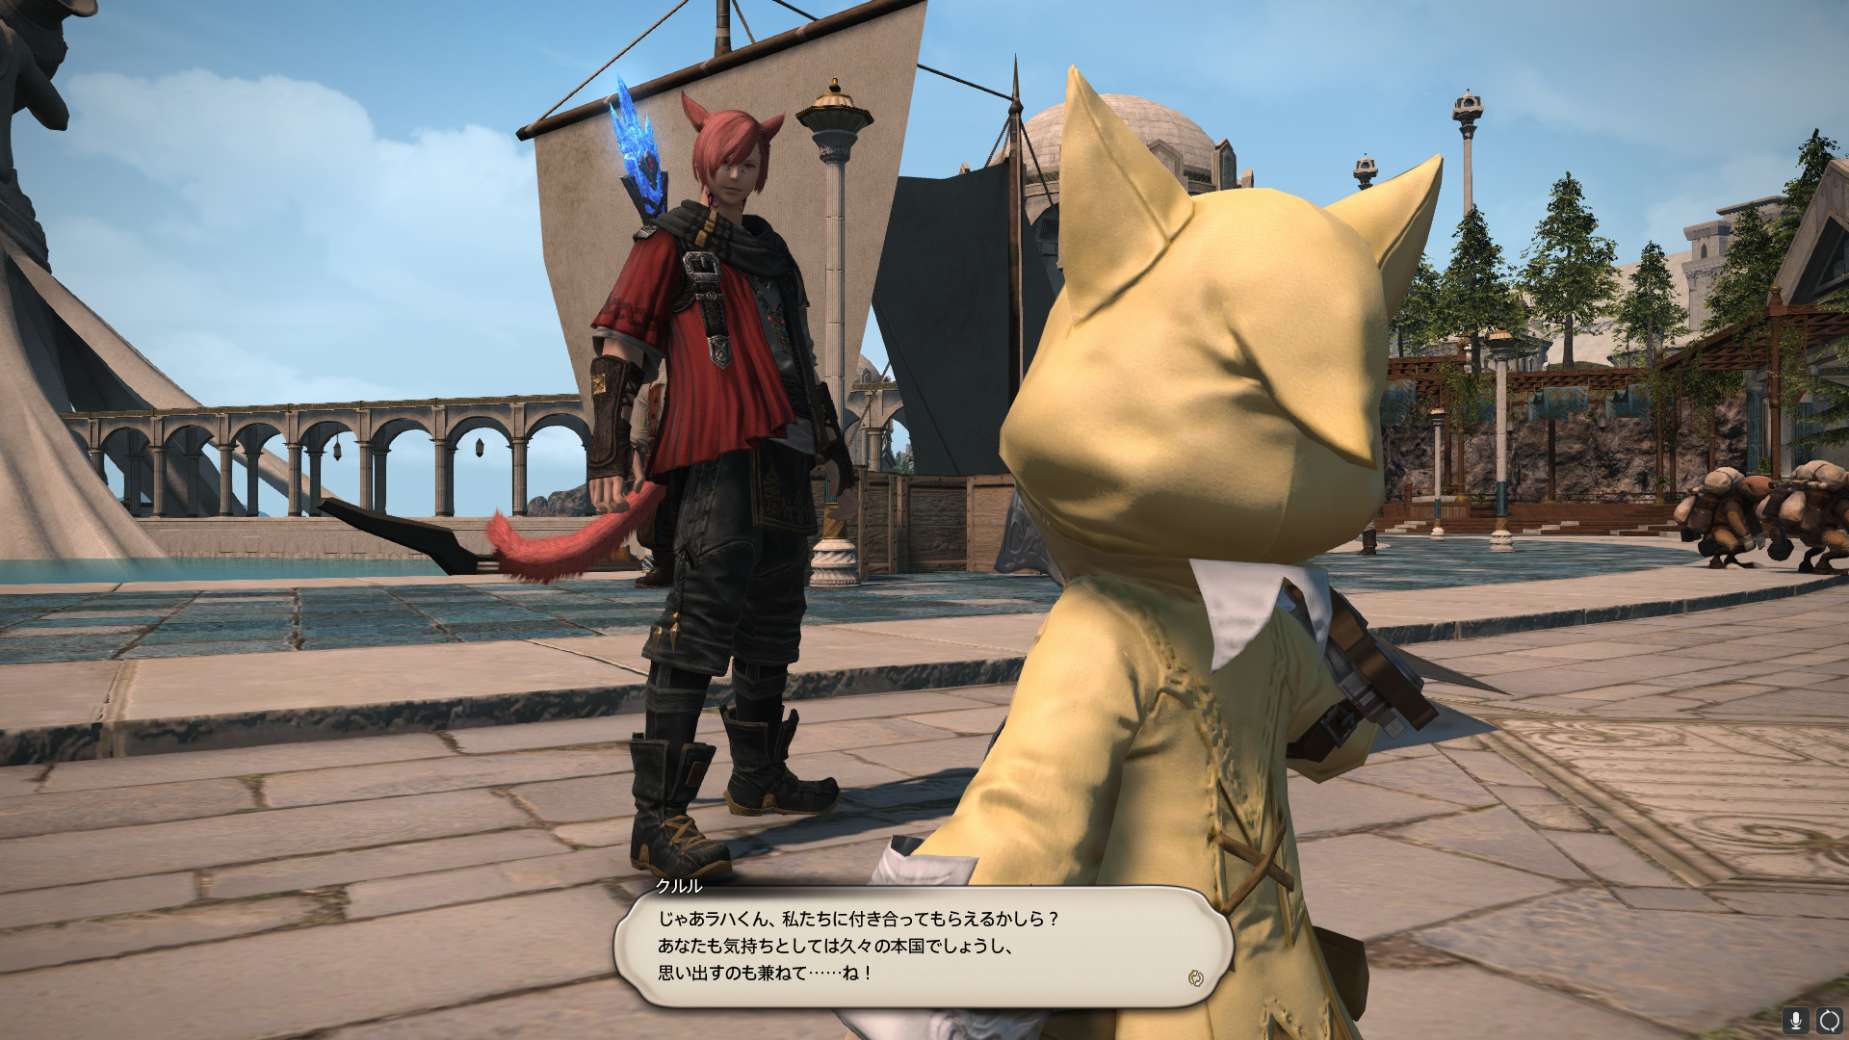 クルル
じゃあラハくん、私たちに付き合ってもらえるかしら？
あなたも気持ちとしては久々の本国でしょうし、
思い出すのも兼ねて……ね！